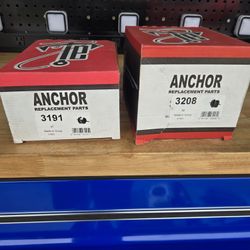 ANCHOR
REPLACEMENT PARTS
3191
ANCHOR
REPLACEMENT PARTS
3208